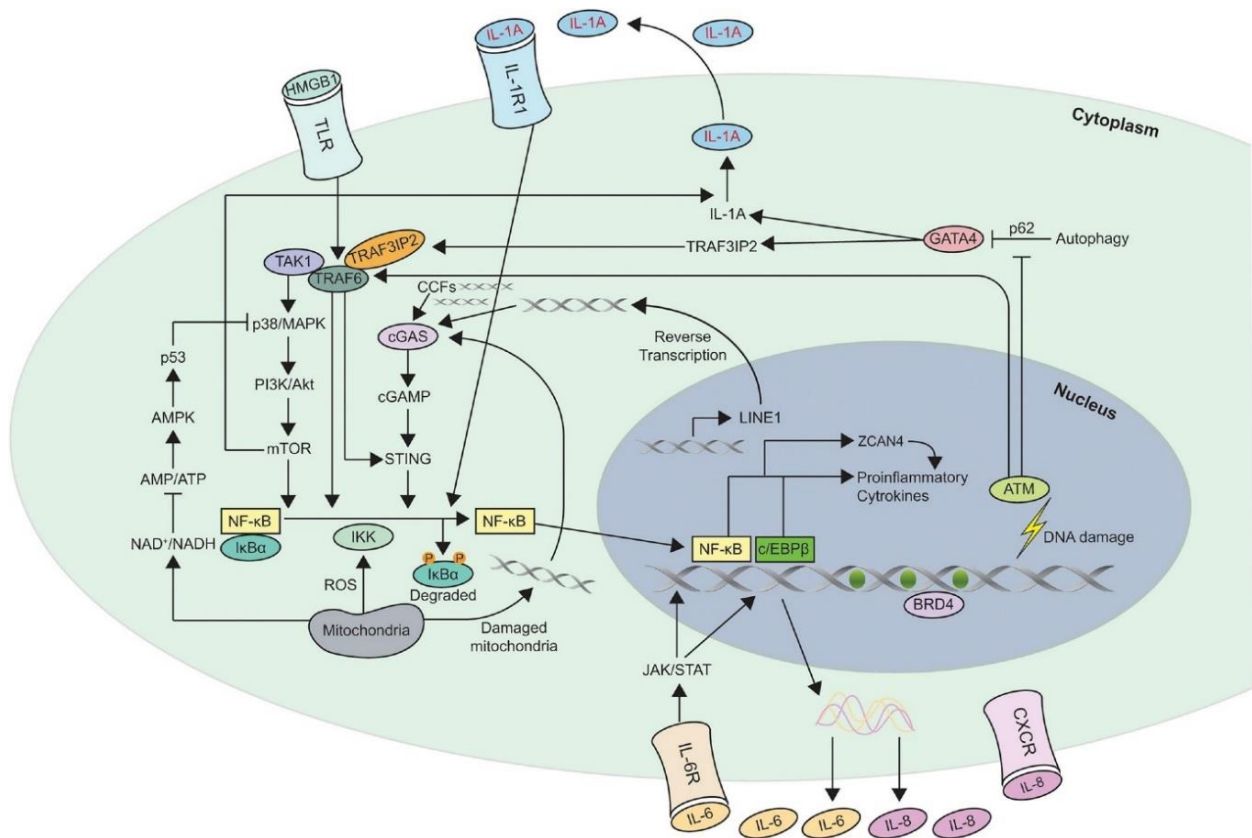 IL-1A
IL-1A
IL-1A
IL-1R1
HMGB1
TLR
Cytoplasm
IL-1A
IL-1A
TRAF3IP2
TRAF3IP2
GATA4
p62
Autophagy
TAK1
TRAF6
CCFs
p38/MAPK
cGAS
Reverse
Transcription
p53
PI3K/Akt
cGAMP
Nucleus
AMPK
LINE1
mTOR
STING
ZCAN4
AMP/ATP
Proinflammatory
Cytrokines
ATM
NF-κB
IκBα
IKK
NF-κB
NAD⁺/NADH
P
P
IκBα
Degraded
NF-κB
c/EBPβ
DNA damage
ROS
BRD4
Mitochondria
Damaged
mitochondria
JAK/STAT
IL-6R
IL-6
IL-6
IL-6
IL-8
IL-8
CXCR
IL-8